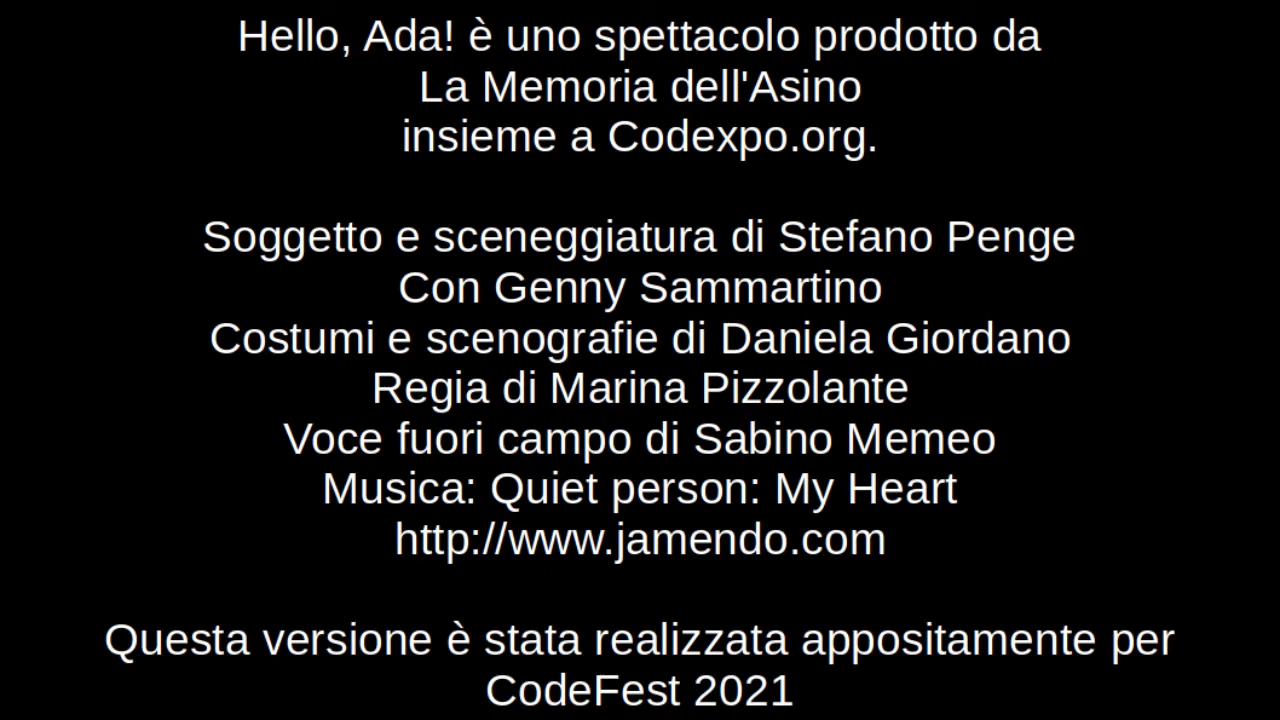 Hello, Ada! è uno spettacolo prodotto da
La Memoria dell'Asino
insieme a Codexpo.org.
Soggetto e sceneggiatura di Stefano Penge
Con Genny Sammartino
Costumi e scenografie di Daniela Giordano
Regia di Marina Pizzolante
Voce fuori campo di Sabino Memeo
Musica: Quiet person: My Heart
http://www.jamendo.com
Questa versione è stata realizzata appositamente per
CodeFest 2021